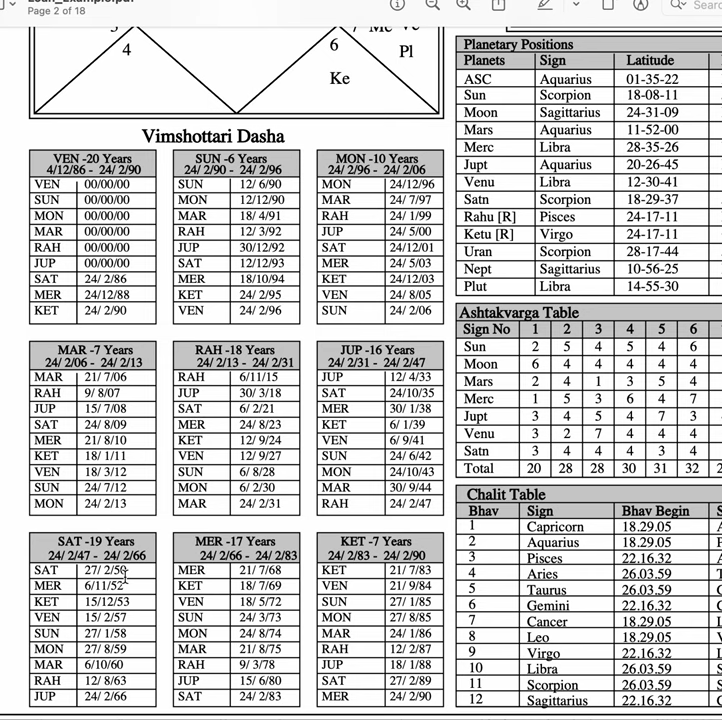 Page 2 of 18
4
6
Ke
Pl
Vimshottari Dasha
VEN -20 Years
4/12/86 - 24/ 2/90
VEN 00/00/00
SUN 00/00/00
MON 00/00/00
MAR 00/00/00
RAH 00/00/00
JUP 00/00/00
SAT 24/ 2/86
MER 24/12/88
KET 24/ 2/90
SUN -6 Years
24/ 2/90 - 24/ 2/96
SUN 12/ 6/90
MON 12/12/90
MAR 18/ 4/91
RAH 12/ 3/92
JUP 30/12/92
SAT 12/12/93
MER 18/10/94
KET 24/ 2/95
VEN 24/ 2/96
MON -10 Years
24/ 2/96 - 24/ 2/06
MON 24/12/96
MAR 24/ 7/97
RAH 24/ 1/99
JUP 24/ 5/00
SAT 24/12/01
MER 24/ 5/03
KET 24/12/03
VEN 24/ 8/05
SUN 24/ 2/06
MAR -7 Years
24/ 2/06 - 24/ 2/13
MAR 21/ 7/06
RAH 9/ 8/07
JUP 15/ 7/08
SAT 24/ 8/09
MER 21/ 8/10
KET 18/ 1/11
VEN 18/ 3/12
SUN 24/ 7/12
MON 24/ 2/13
RAH -18 Years
24/ 2/13 - 24/ 2/31
RAH 6/11/15
JUP 30/ 3/18
SAT 6/ 2/21
MER 24/ 8/23
KET 12/ 9/24
VEN 12/ 9/27
SUN 6/ 8/28
MON 6/ 2/30
MAR 24/ 2/31
JUP -16 Years
24/ 2/31 - 24/ 2/47
JUP 12/ 4/33
SAT 24/10/35
MER 30/ 1/38
KET 6/ 1/39
VEN 6/ 9/41
SUN 24/ 6/42
MON 24/10/43
MAR 30/ 9/44
RAH 24/ 2/47
SAT -19 Years
24/ 2/47 - 24/ 2/66
SAT 27/ 2/50
MER 6/11/52
KET 15/12/53
VEN 15/ 2/57
SUN 27/ 1/58
MON 27/ 8/59
MAR 6/10/60
RAH 12/ 8/63
JUP 24/ 2/66
MER -17 Years
24/ 2/66 - 24/ 2/83
MER 21/ 7/68
KET 18/ 7/69
VEN 18/ 5/72
SUN 24/ 3/73
MON 24/ 8/74
MAR 21/ 8/75
RAH 9/ 3/78
JUP 15/ 6/80
SAT 24/ 2/83
KET -7 Years
24/ 2/83 - 24/ 2/90
KET 21/ 7/83
VEN 21/ 9/84
SUN 27/ 1/85
MON 27/ 8/85
MAR 24/ 1/86
RAH 12/ 2/87
JUP 18/ 1/88
SAT 27/ 2/89
MER 24/ 2/90
Planetary Positions
Planets Sign Latitude
ASC Aquarius 01-35-22
Sun Scorpion 18-08-11
Moon Sagittarius 24-31-09
Mars Aquarius 11-52-00
Merc Libra 28-35-26
Jupt Aquarius 20-26-45
Venu Libra 12-30-41
Satn Scorpion 18-29-37
Rahu [R] Pisces 24-17-11
Ketu [R] Virgo 24-17-11
Uran Scorpion 28-17-44
Nept Sagittarius 10-56-25
Plut Libra 14-55-30
Ashtakvarga Table
Sign No 1 2 3 4 5 6
Sun 2 5 4 5 4 6
Moon 6 4 4 4 4 4
Mars 2 4 1 3 5 4
Merc 1 5 3 6 4 7
Jupt 3 4 5 4 7 3
Venu 3 2 7 4 4 4
Satn 3 4 4 4 3 4
Total 20 28 28 30 31 32
Chalit Table
Bhav Sign Bhav Begin
1 Capricorn 18.29.05
2 Aquarius 18.29.05
3 Pisces 22.16.32
4 Aries 26.03.59
5 Taurus 26.03.59
6 Gemini 22.16.32
7 Cancer 18.29.05
8 Leo 18.29.05
9 Virgo 22.16.32
10 Libra 26.03.59
11 Scorpion 26.03.59
12 Sagittarius 22.16.32